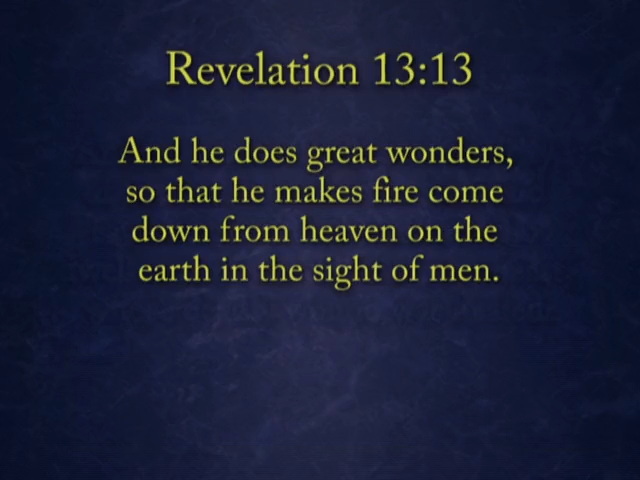 Revelation 13:13
And he does great wonders,
so that he makes fire come
down from heaven on the
earth in the sight of men.